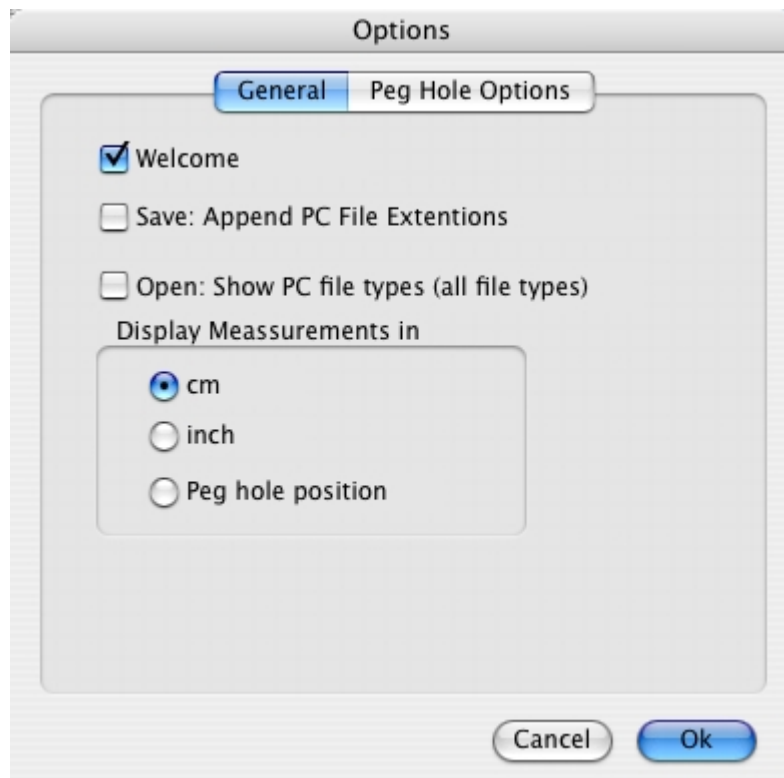 Options
General Peg Hole Options
Welcome
Save: Append PC File Extentions
Open: Show PC file types (all file types)
Display Meassurements in
cm
inch
Peg hole position
Cancel Ok